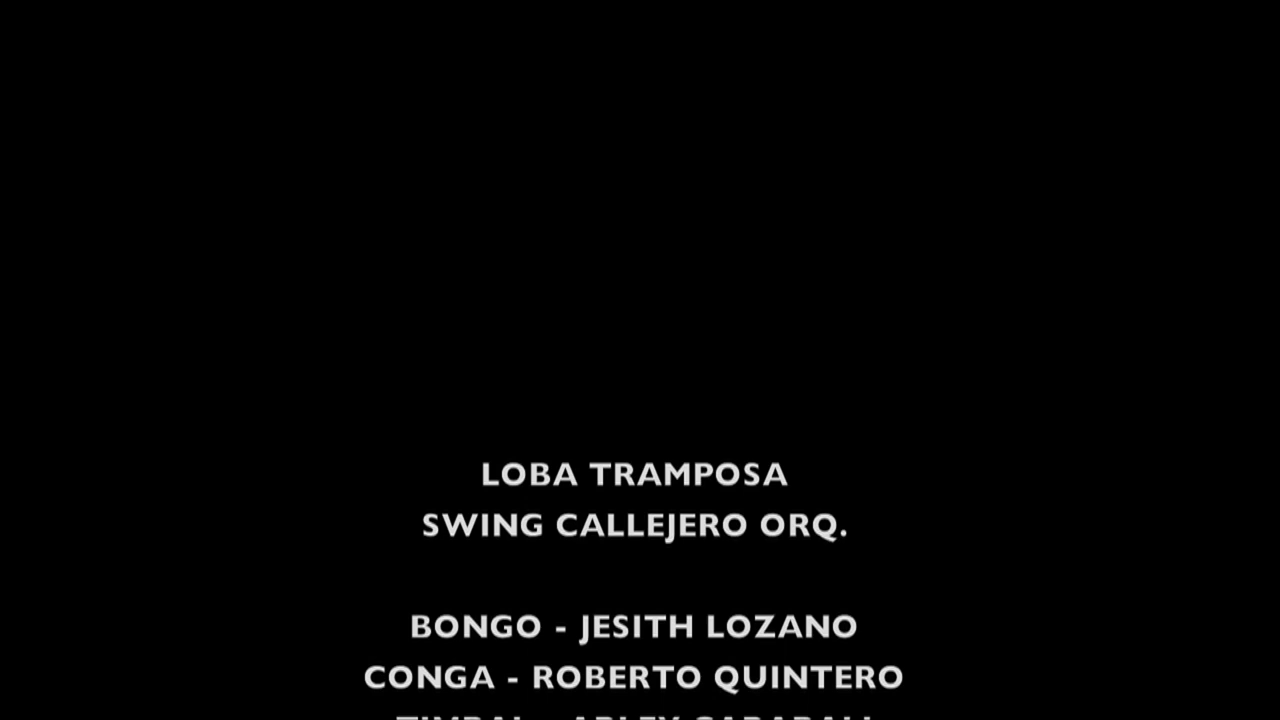 LOBA TRAMPOSA
SWING CALLEJERO ORQ.
BONGO - JESITH LOZANO
CONGA - ROBERTO QUINTERO